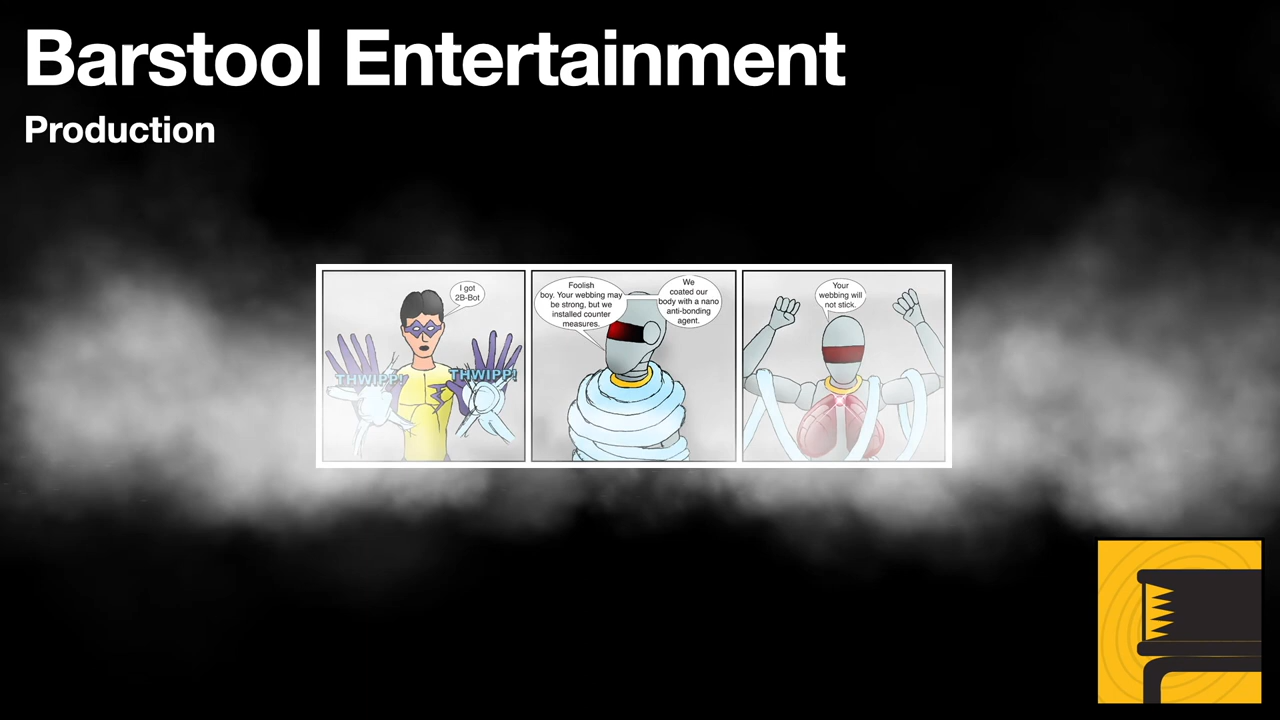 Barstool Entertainment
Production
I got
2B-Bot
THWIPP!
THWIPP!
Foolish
boy. Your webbing may
be strong, but we
installed counter
measures.
We
coated our
body with a nano
anti-bonding
agent.
Your
webbing will
not stick.